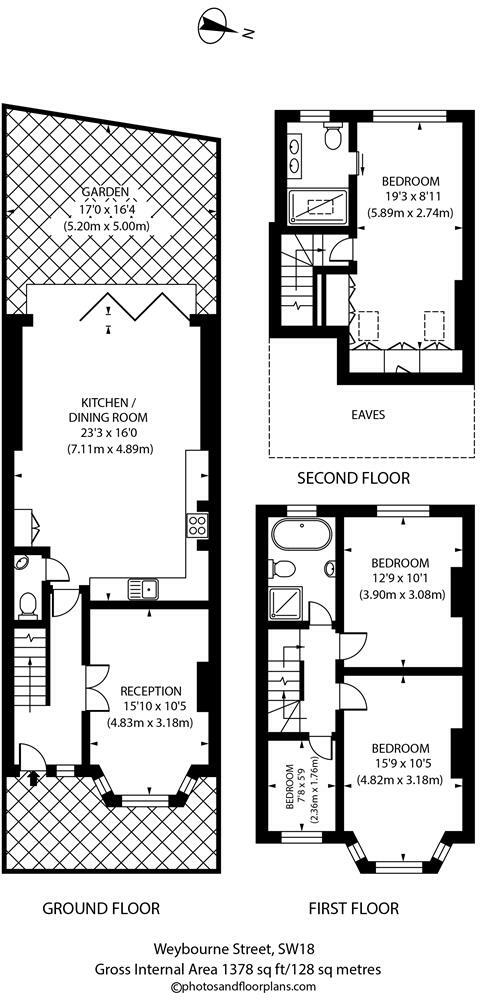 N
GARDEN
17'0 x 16'4
(5.20m x 5.00m)
KITCHEN /
DINING ROOM
23'3 x 16'0
(7.11m x 4.89m)
RECEPTION
15'10 x 10'5
(4.83m x 3.18m)
GROUND FLOOR
BEDROOM
19'3 x 8'11
(5.89m x 2.74m)
EAVES
SECOND FLOOR
BEDROOM
12'9 x 10'1
(3.90m x 3.08m)
BEDROOM
15'9 x 10'5
(4.82m x 3.18m)
BEDROOM
7'8 x 5'9
(2.36m x 1.76m)
FIRST FLOOR
Weybourne Street, SW18
Gross Internal Area 1378 sq ft/128 sq metres
©photosandfloorplans.com